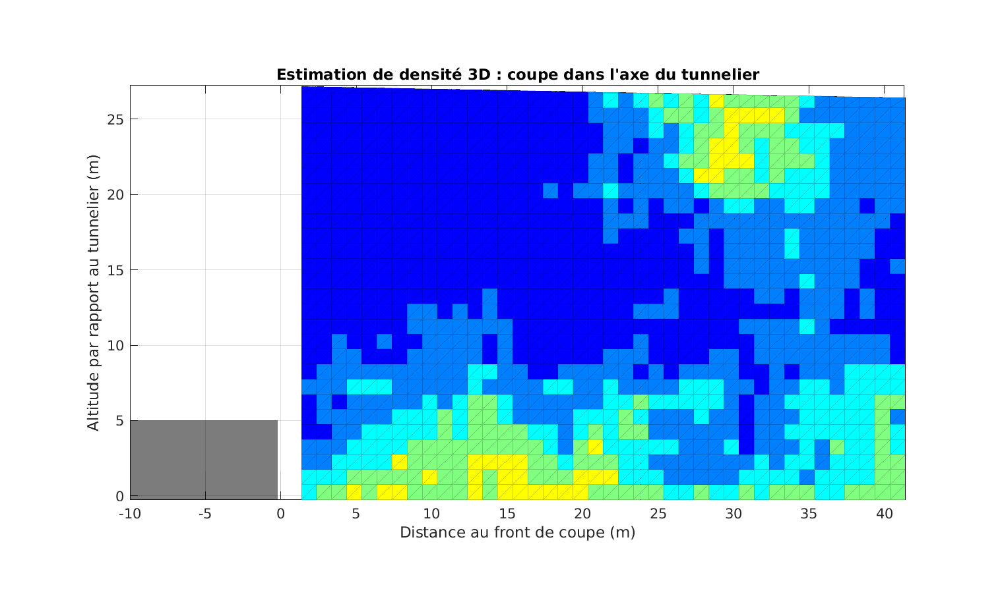 Estimation de densité 3D : coupe dans l'axe du tunnelier
Altitude par rapport au tunnelier (m)
25
20
15
10
5
0
-10 -5 0 5 10 15 20 25 30 35 40
Distance au front de coupe (m)